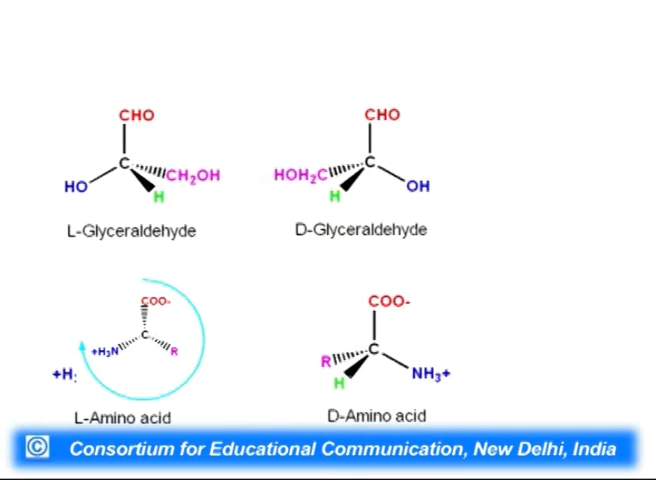 CHO CHO
C CH₂OH HOH₂C C
HO H H OH
L-Glyceraldehyde D-Glyceraldehyde
COO- COO-
C C
+H₃N R R NH₃+
+H: H
L-Amino acid D-Amino acid
© Consortium for Educational Communication, New Delhi, India